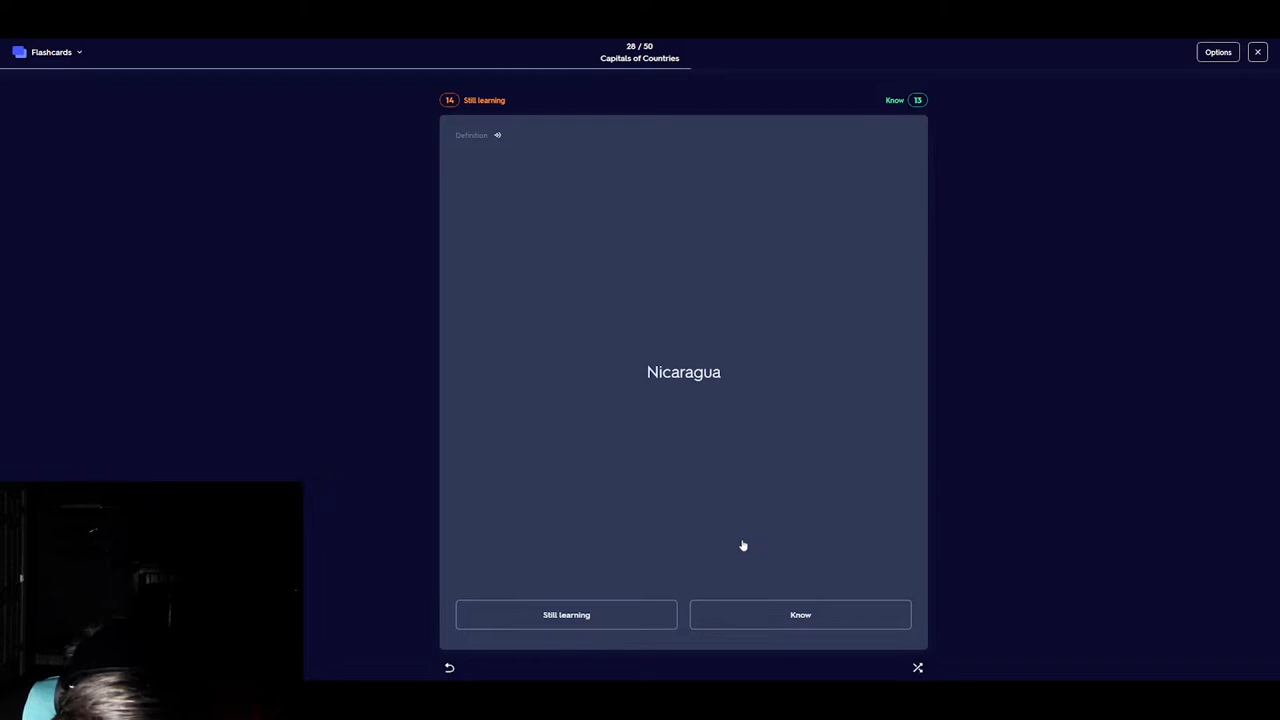 Flashcards
28 / 50
Capitals of Countries
Options
14 Still learning
Know 13
Definition
Nicaragua
Still learning
Know